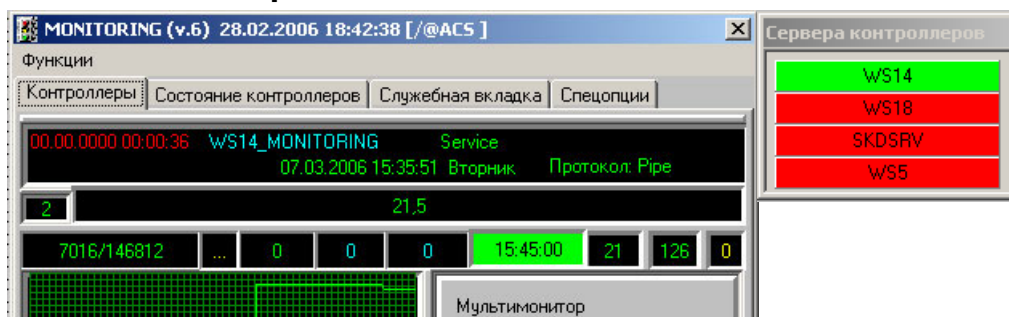 MONITORING (v.6) 28.02.2006 18:42:38 [/@ACS ]
Функции
Контроллеры Состояние контроллеров Служебная вкладка Спецопции
00.00.0000 00:00:36 WS14_MONITORING Service
07.03.2006 15:35:51 Вторник Протокол: Pipe
2 21,5
7016/146812 ... 0 0 0 15:45:00 21 126 0
Мультимонитор
Сервера контроллеров
WS14
WS18
SKDSRV
WS5